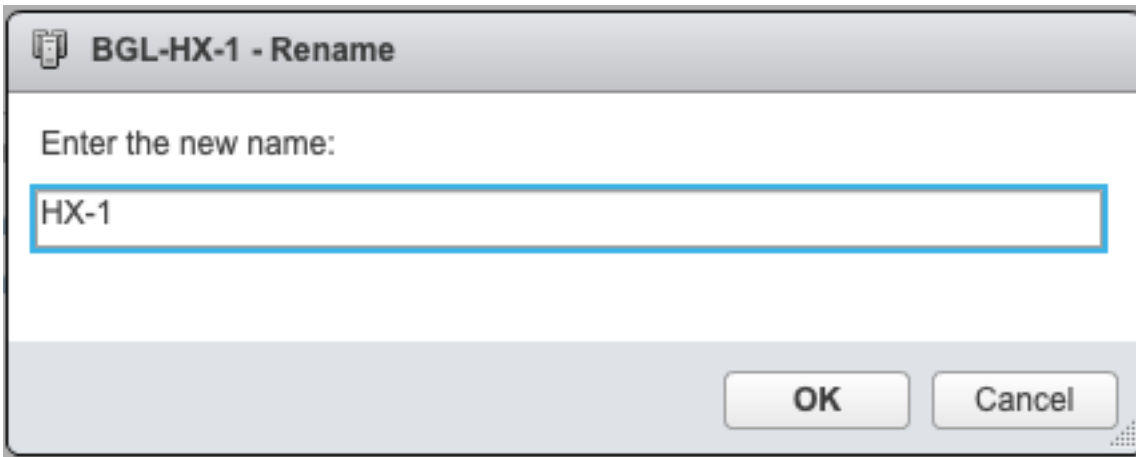 BGL-HX-1 - Rename
Enter the new name:
HX-1
OK
Cancel